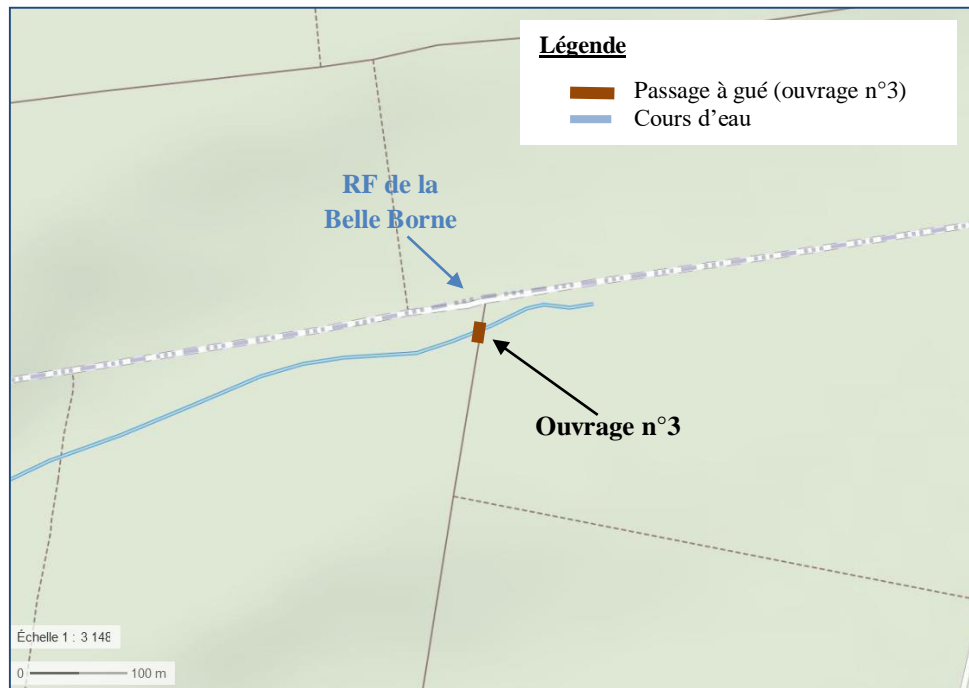 Légende
Passage à gué (ouvrage n°3)
Cours d’eau
RF de la
Belle Borne
Ouvrage n°3
Échelle 1 : 3 148
0 100 m